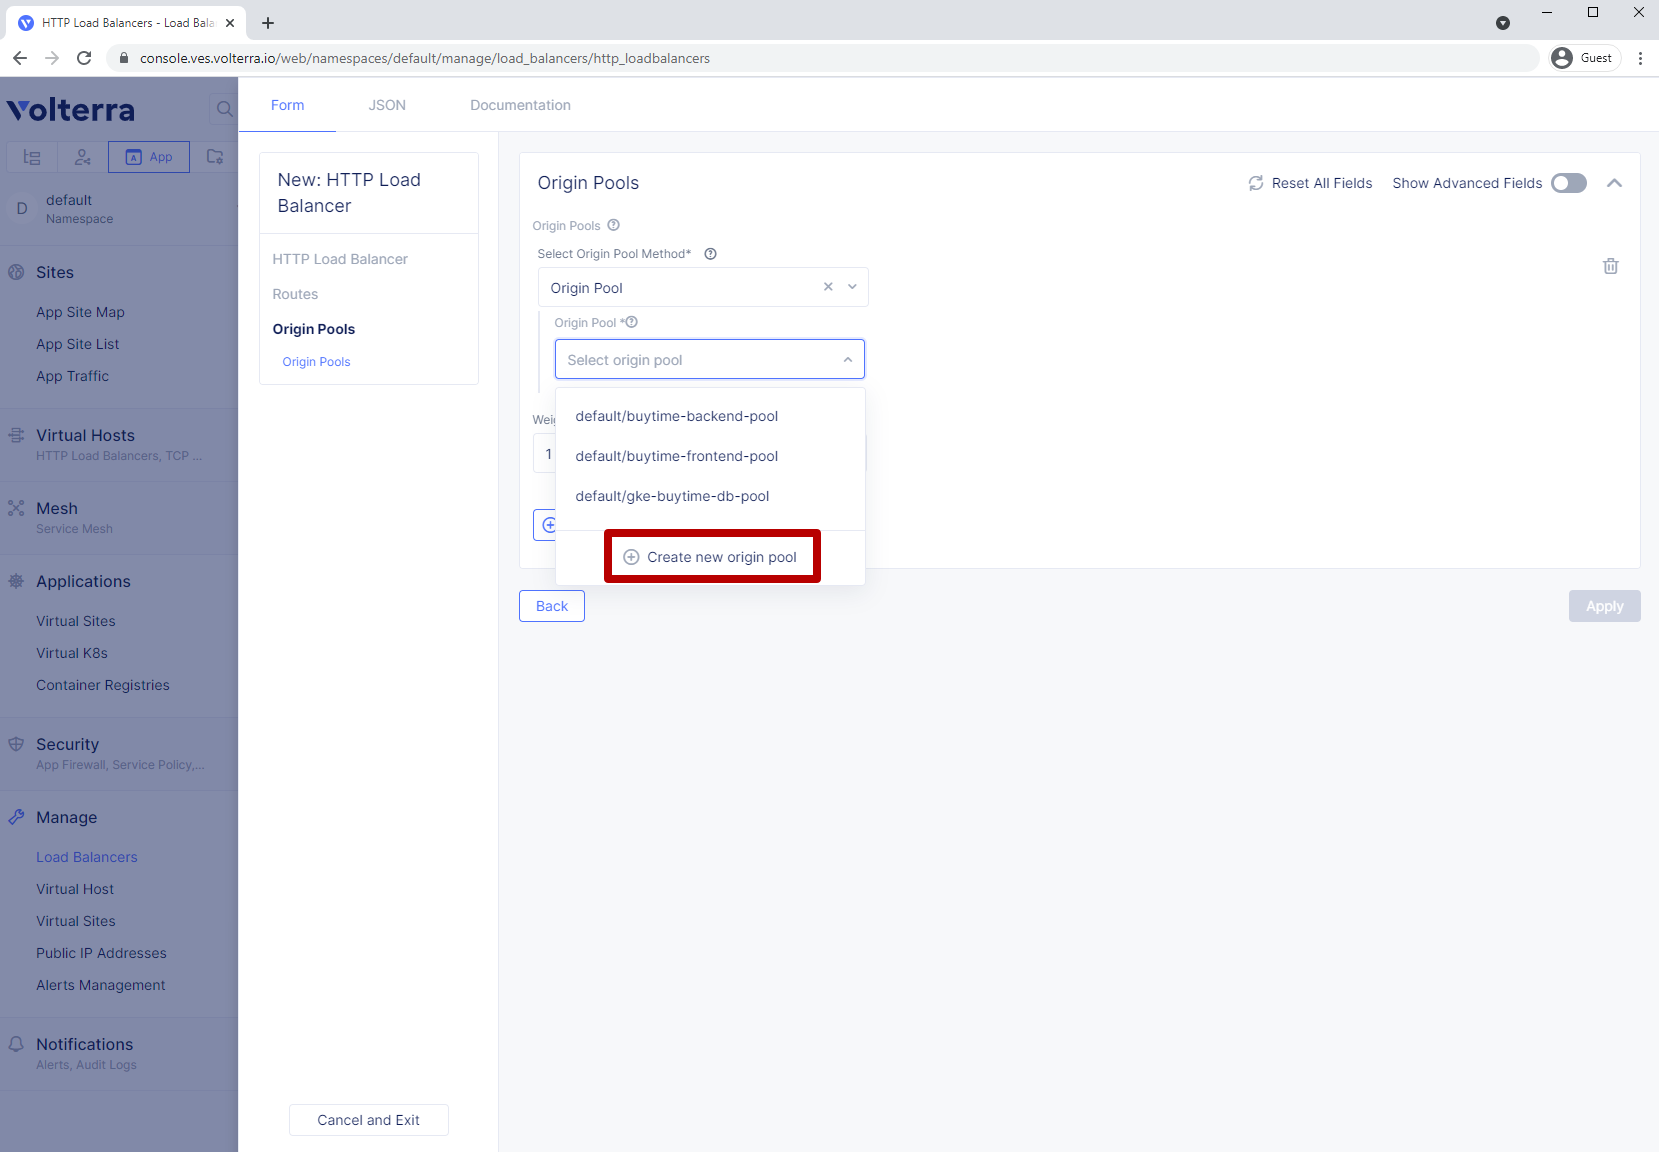 HTTP Load Balancers - Load Bala
console.ves.volterra.io/web/namespaces/default/manage/load_balancers/http_loadbalancers
Guest
Volterra
App
D
default
Namespace
Sites
App Site Map
App Site List
App Traffic
Virtual Hosts
HTTP Load Balancers, TCP ...
Mesh
Service Mesh
Applications
Virtual Sites
Virtual K8s
Container Registries
Security
App Firewall, Service Policy,...
Manage
Load Balancers
Virtual Host
Virtual Sites
Public IP Addresses
Alerts Management
Notifications
Alerts, Audit Logs
Form
JSON
Documentation
New: HTTP Load
Balancer
HTTP Load Balancer
Routes
Origin Pools
Origin Pools
Cancel and Exit
Origin Pools
Reset All Fields
Show Advanced Fields
Origin Pools
Select Origin Pool Method*
Origin Pool
Origin Pool *
Select origin pool
default/buytime-backend-pool
default/buytime-frontend-pool
default/gke-buytime-db-pool
Create new origin pool
1
Back
Apply